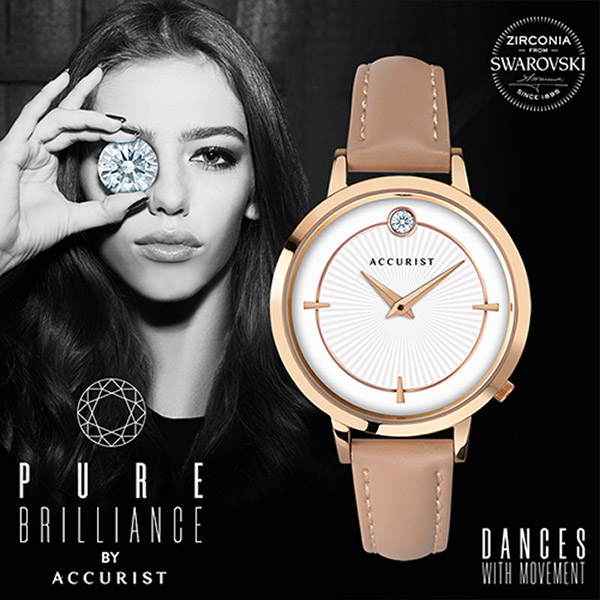 ZIRCONIA
FROM
SWAROVSKI
SINCE 1895
ACCURIST
PURE
BRILLIANCE
BY
ACCURIST
DANCES
WITH MOVEMENT